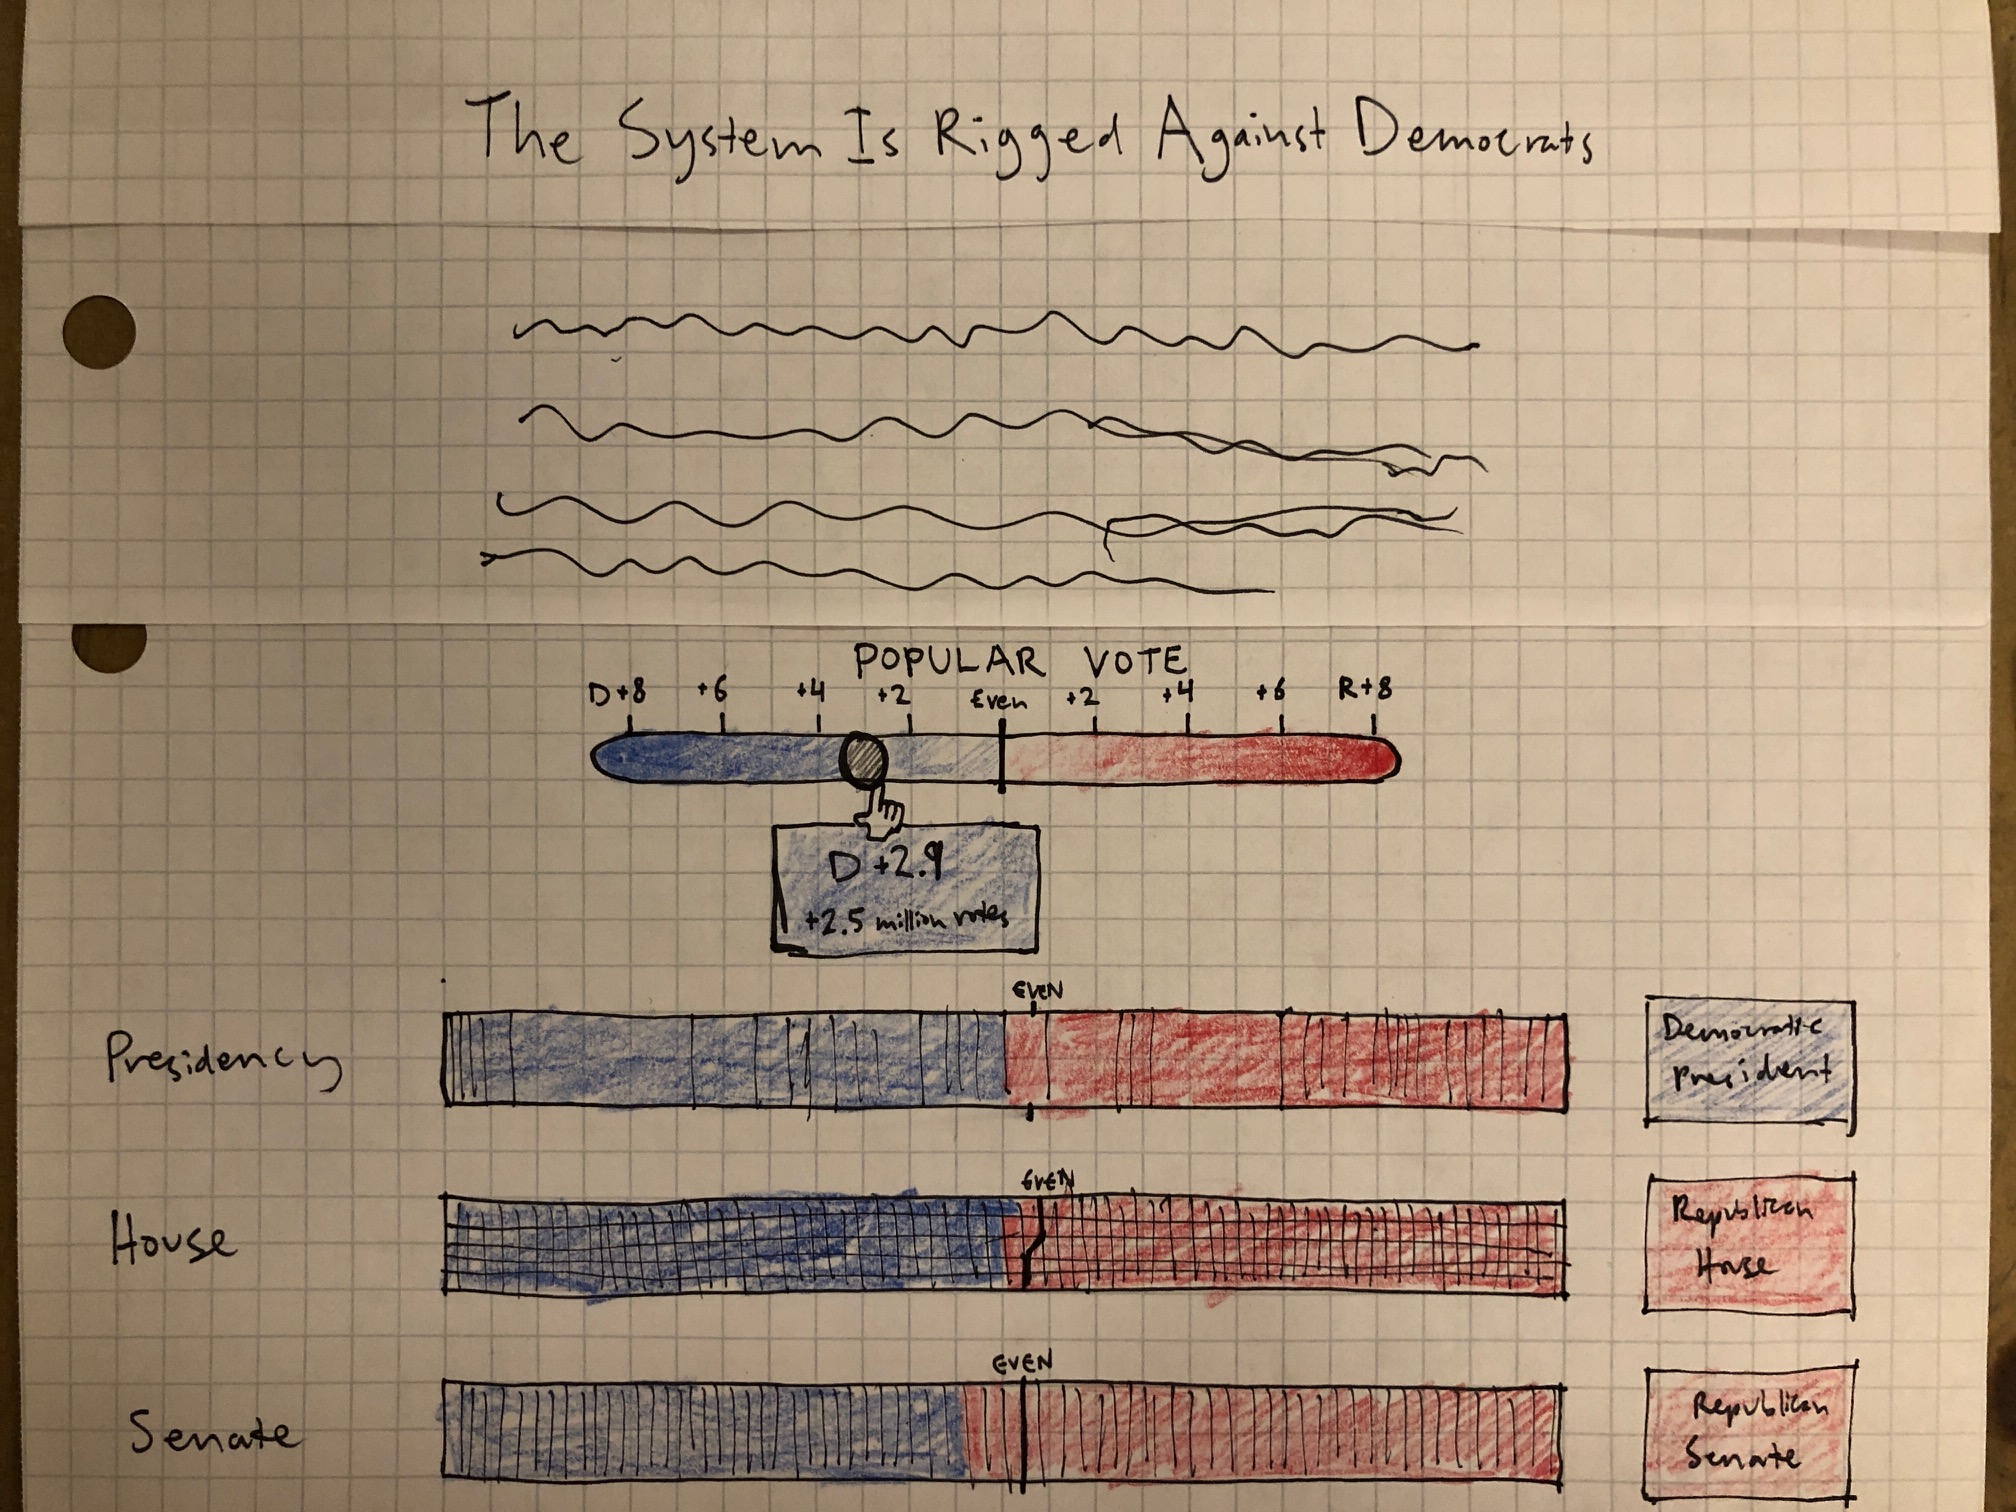 The System Is Rigged Against Democrats
POPULAR VOTE
D+8 +6 +4 +2 Even +2 +4 +6 R+8
D +2.9
+2.5 million votes
EVEN
Presidency
Democratic
President
EVEN
House
Republican
House
EVEN
Senate
Republican
Senate